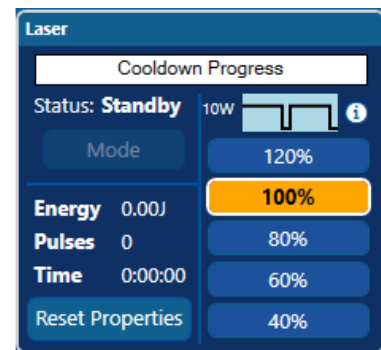 Laser
Cooldown Progress
Status: Standby
Mode
Energy 0.00J
Pulses 0
Time 0:00:00
Reset Properties
10W
120%
100%
80%
60%
40%